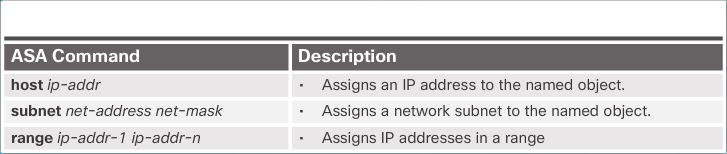 ASA Command Description
host ip-addr • Assigns an IP address to the named object.
subnet net-address net-mask • Assigns a network subnet to the named object.
range ip-addr-1 ip-addr-n • Assigns IP addresses in a range